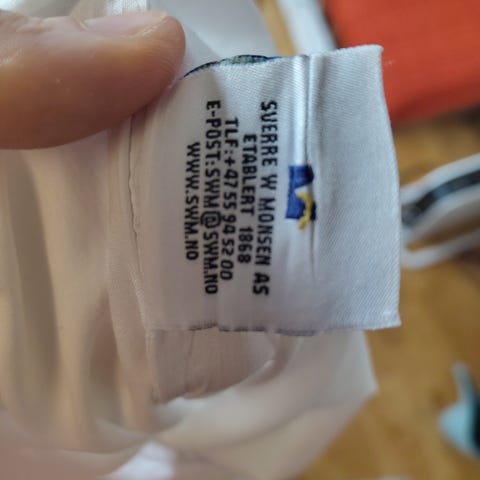 SVERRE W MONSEN AS
ETABLERT 1868
TLF:+47 55 94 52 00
E-POST:SWM@SWM.NO
WWW.SWM.NO